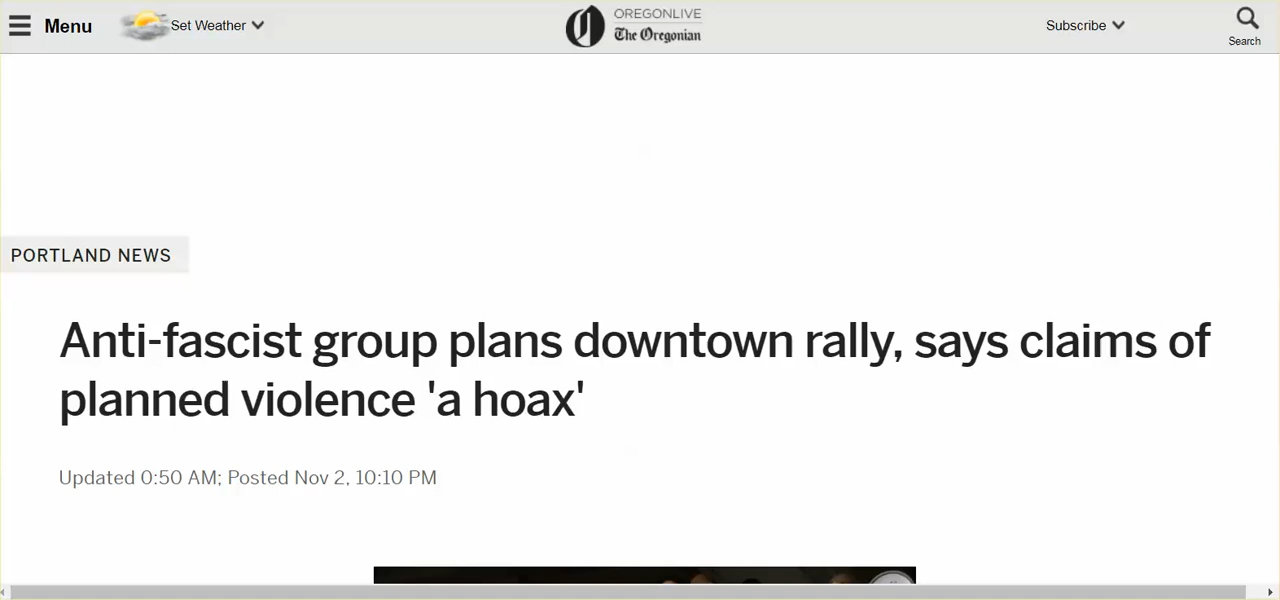 Menu
Set Weather
OREGONLIVE
The Oregonian
Subscribe
Search
PORTLAND NEWS
Anti-fascist group plans downtown rally, says claims of
planned violence 'a hoax'
Updated 0:50 AM; Posted Nov 2, 10:10 PM